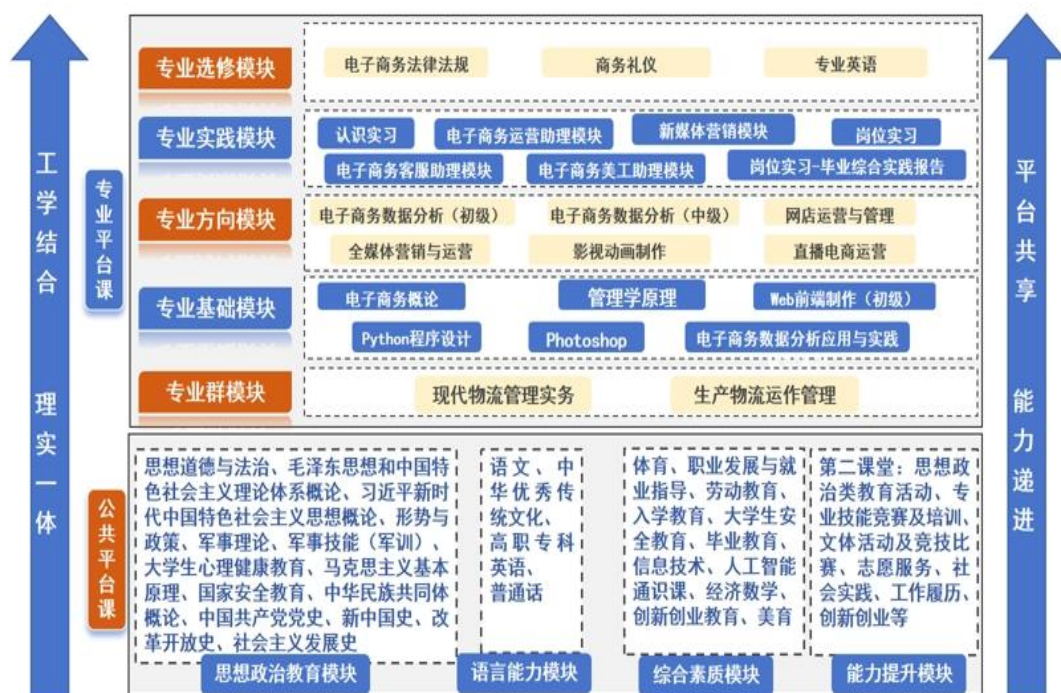 工学结合 理实一体
专业平台课
公共平台课
专业选修模块
电子商务法律法规 商务礼仪 专业英语
专业实践模块
认识实习 电子商务运营助理模块 新媒体营销模块 岗位实习
电子商务客服助理模块 电子商务美工助理模块 岗位实习-毕业综合实践报告
专业方向模块
电子商务数据分析（初级） 电子商务数据分析（中级） 网店运营与管理
全媒体营销与运营 影视动画制作 直播电商运营
专业基础模块
电子商务概论 管理学原理 Web前端制作（初级）
Python程序设计 Photoshop 电子商务数据分析应用与实践
专业群模块
现代物流管理实务 生产物流运作管理
思想道德与法治、毛泽东思想和中国特
色社会主义理论体系概论、习近平新时
代中国特色社会主义思想概论、形势与
政策、军事理论、军事技能（军训）、
大学生心理健康教育、马克思主义基本
原理、国家安全教育、中华民族共同体
概论、中国共产党党史、新中国史、改
革开放史、社会主义发展史
思想政治教育模块
语文、中
华优秀传
统文化、
高职专科
英语、
普通话
语言能力模块
体育、职业发展与就
业指导、劳动教育、
入学教育、大学生安
全教育、毕业教育、
信息技术、人工智能
通识课、经济数学、
创新创业教育、美育
综合素质模块
第二课堂：思想政
治类教育活动、专
业技能竞赛及培训、
文体活动及竞技比
赛、志愿服务、社
会实践、工作履历、
创新创业等
能力提升模块
平台共享 能力递进